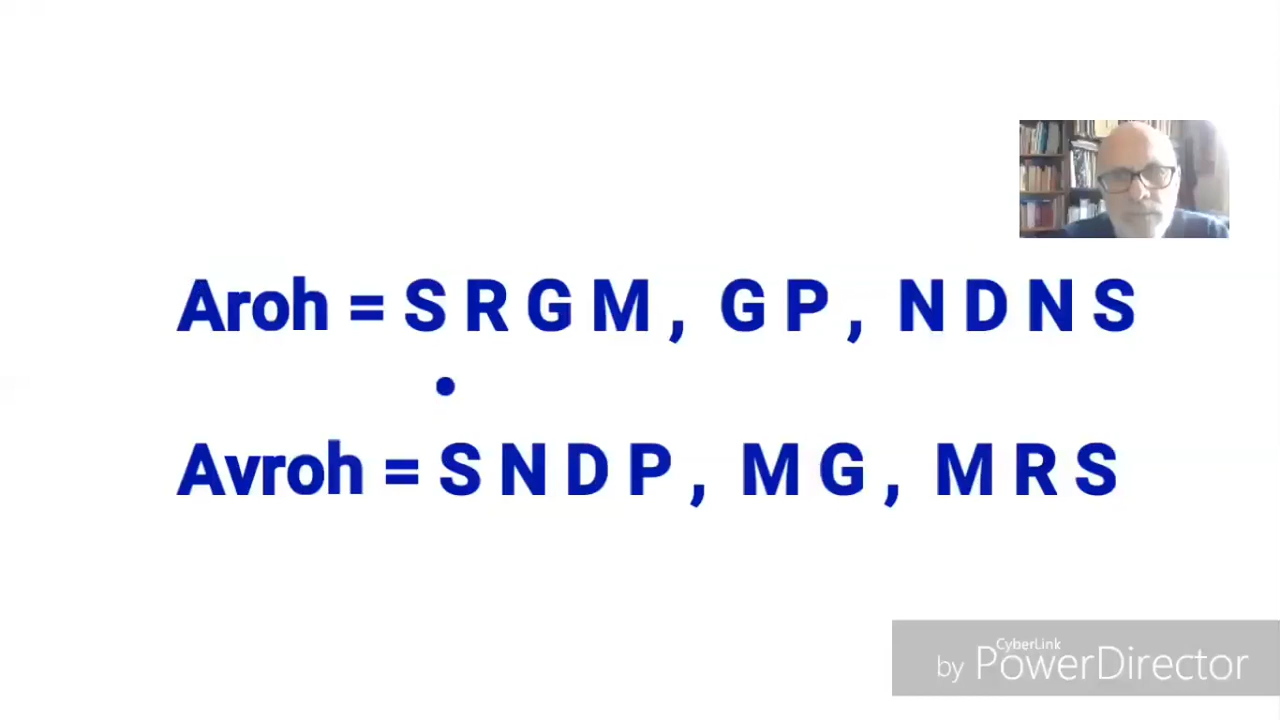 Aroh = S R G M , G P , N D N S
Avroh = S N D P , M G , M R S
CyberLink
by PowerDirector